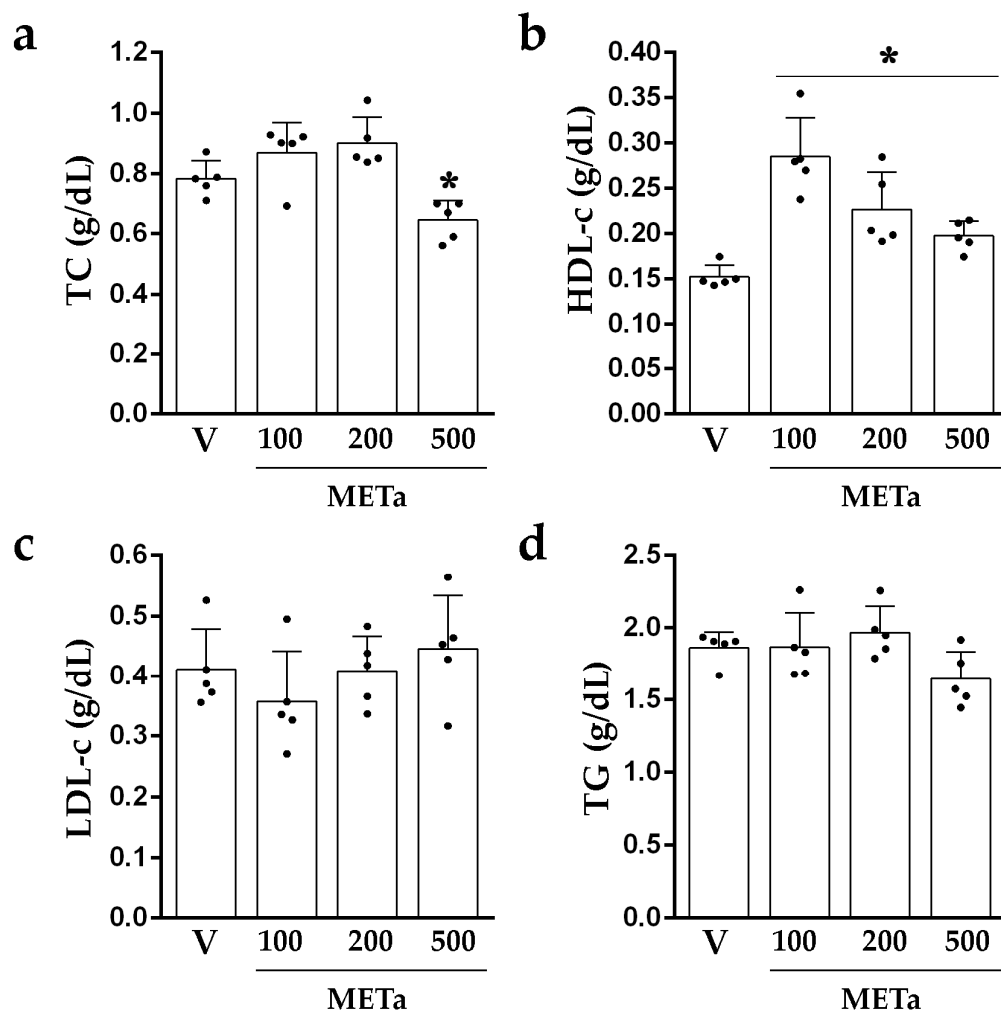 a
TC (g/dL)
1.2
1.0
0.8
0.6
0.4
0.2
0.0
*
V 100 200 500
METa
b
HDL-c (g/dL)
0.40
0.35
0.30
0.25
0.20
0.15
0.10
0.05
0.00
*
V 100 200 500
METa
c
LDL-c (g/dL)
0.6
0.5
0.4
0.3
0.4
0.1
0.0
V 100 200 500
METa
d
TG (g/dL)
2.5
2.0
1.5
1.0
0.5
0.0
V 100 200 500
METa